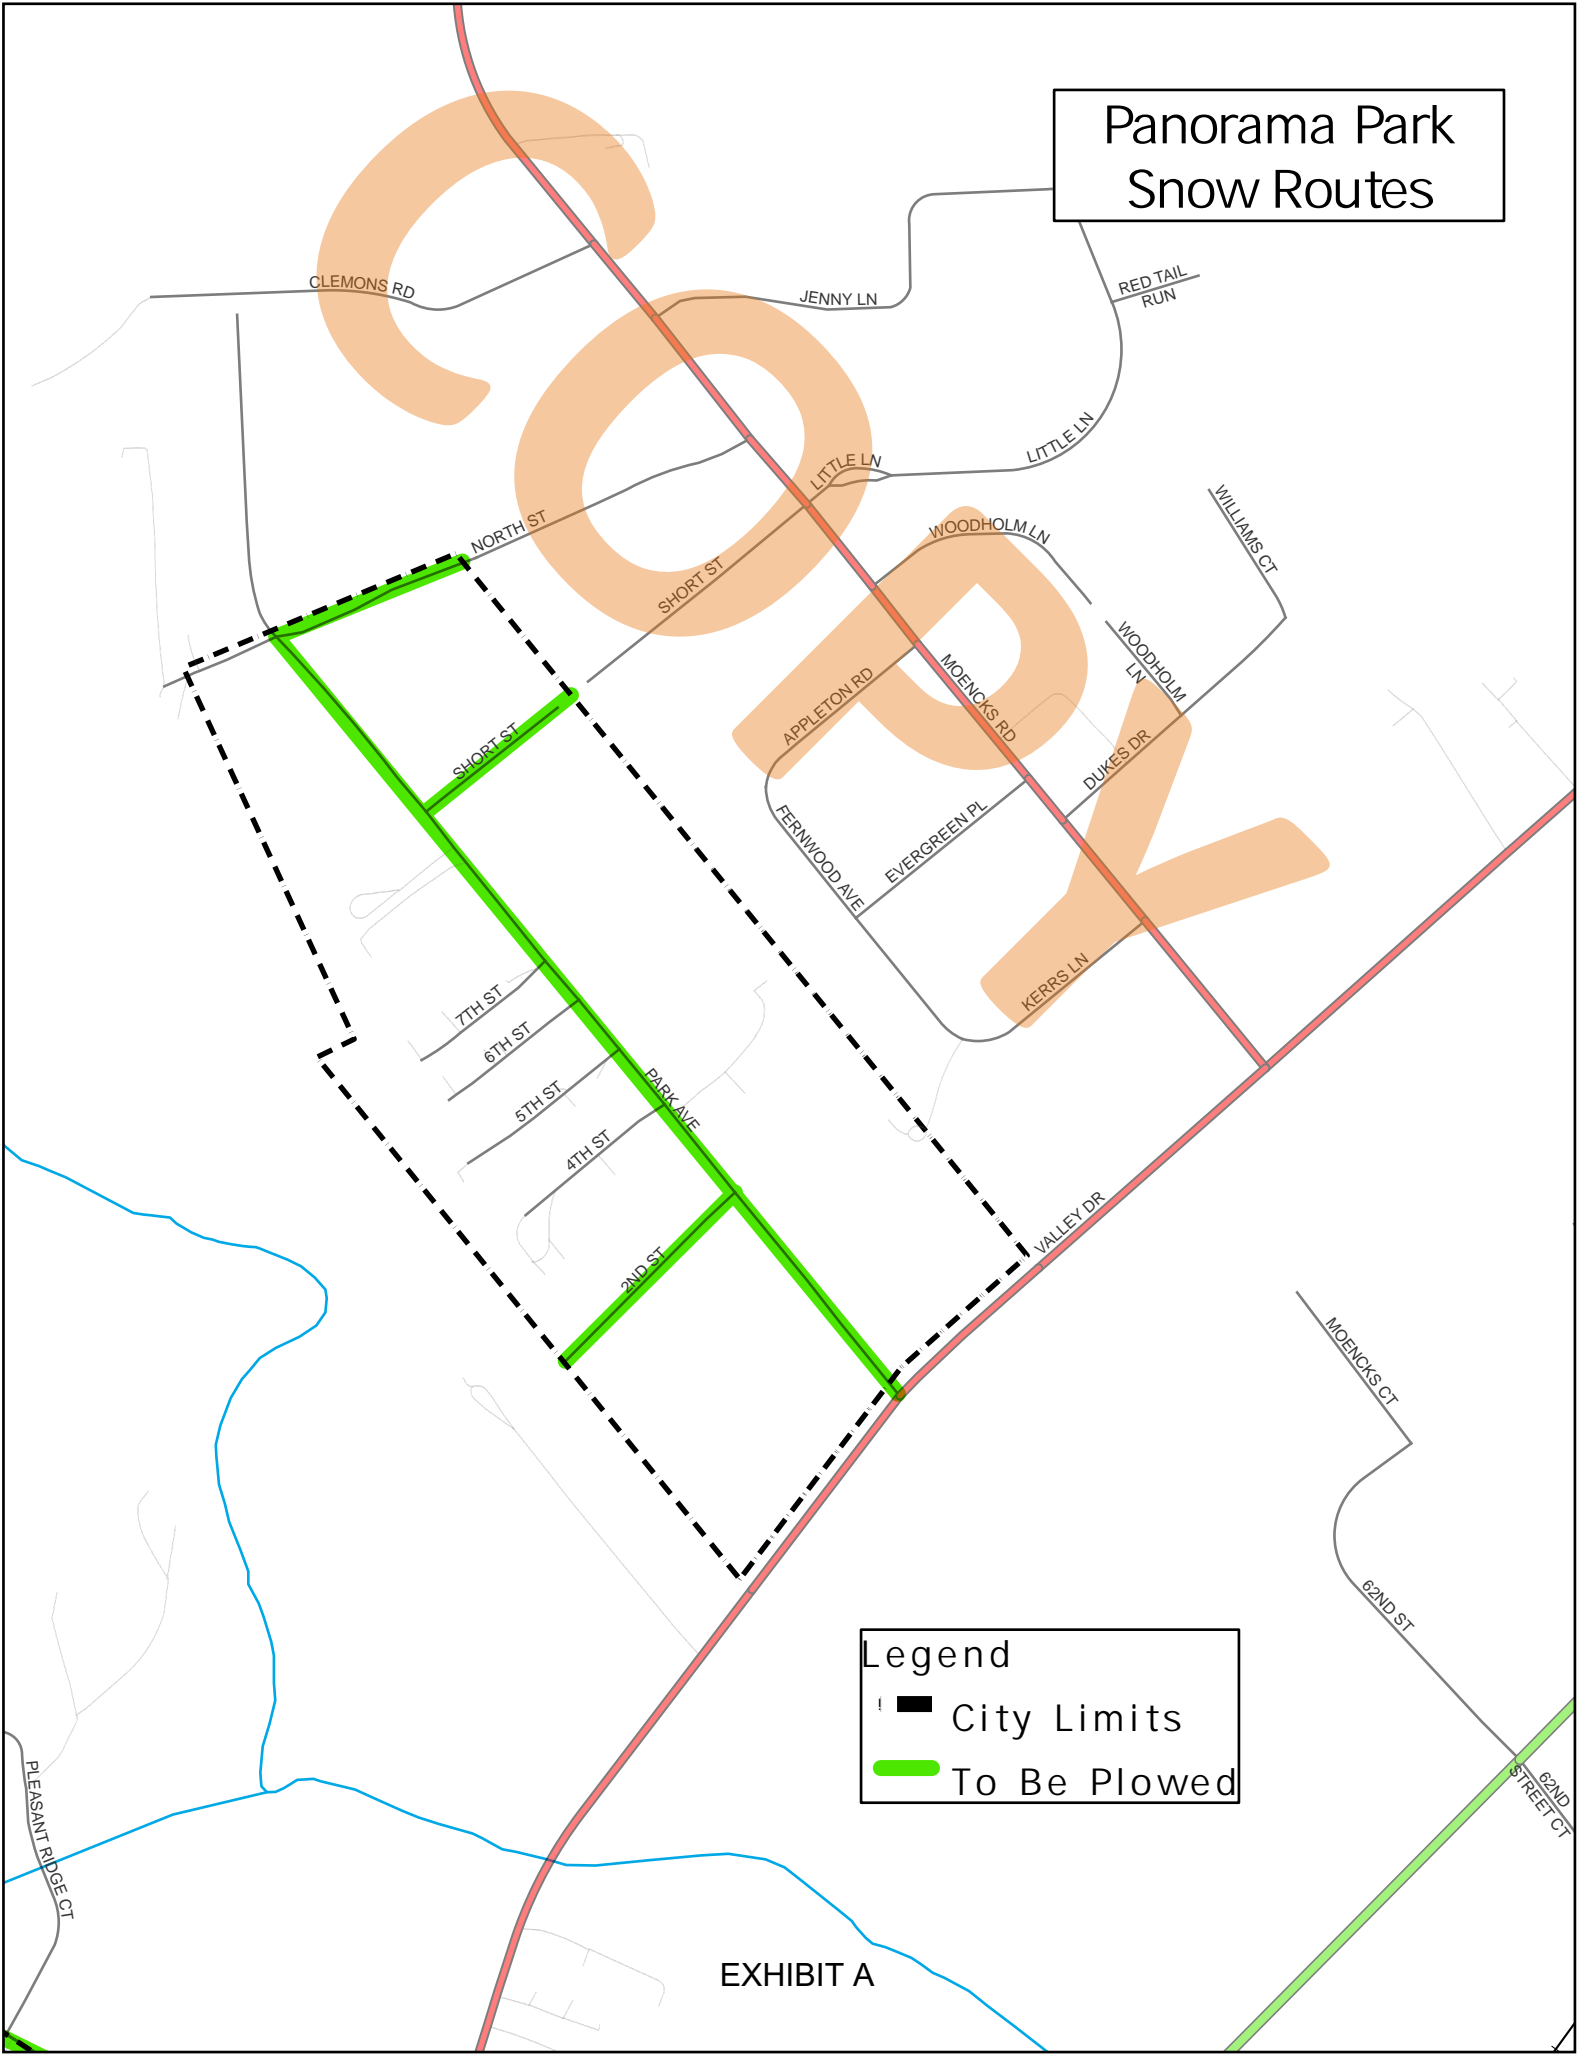 Panorama Park
Snow Routes
COPY
CLEMONS RD
JENNY LN
RED TAIL
RUN
LITTLE LN
LITTLE LN
NORTH ST
WOODHOLM LN
WILLIAMS CT
SHORT ST
WOODHOLM
LN
MOENCKS RD
APPLETON RD
SHORT ST
DUKES DR
FERNWOOD AVE
EVERGREEN PL
KERRS LN
7TH ST
6TH ST
5TH ST
PARK AVE
4TH ST
VALLEY DR
2ND ST
MOENCKS CT
62ND ST
Legend
City Limits
To Be Plowed
PLEASANT RIDGE CT
62ND
STREET CT
EXHIBIT A